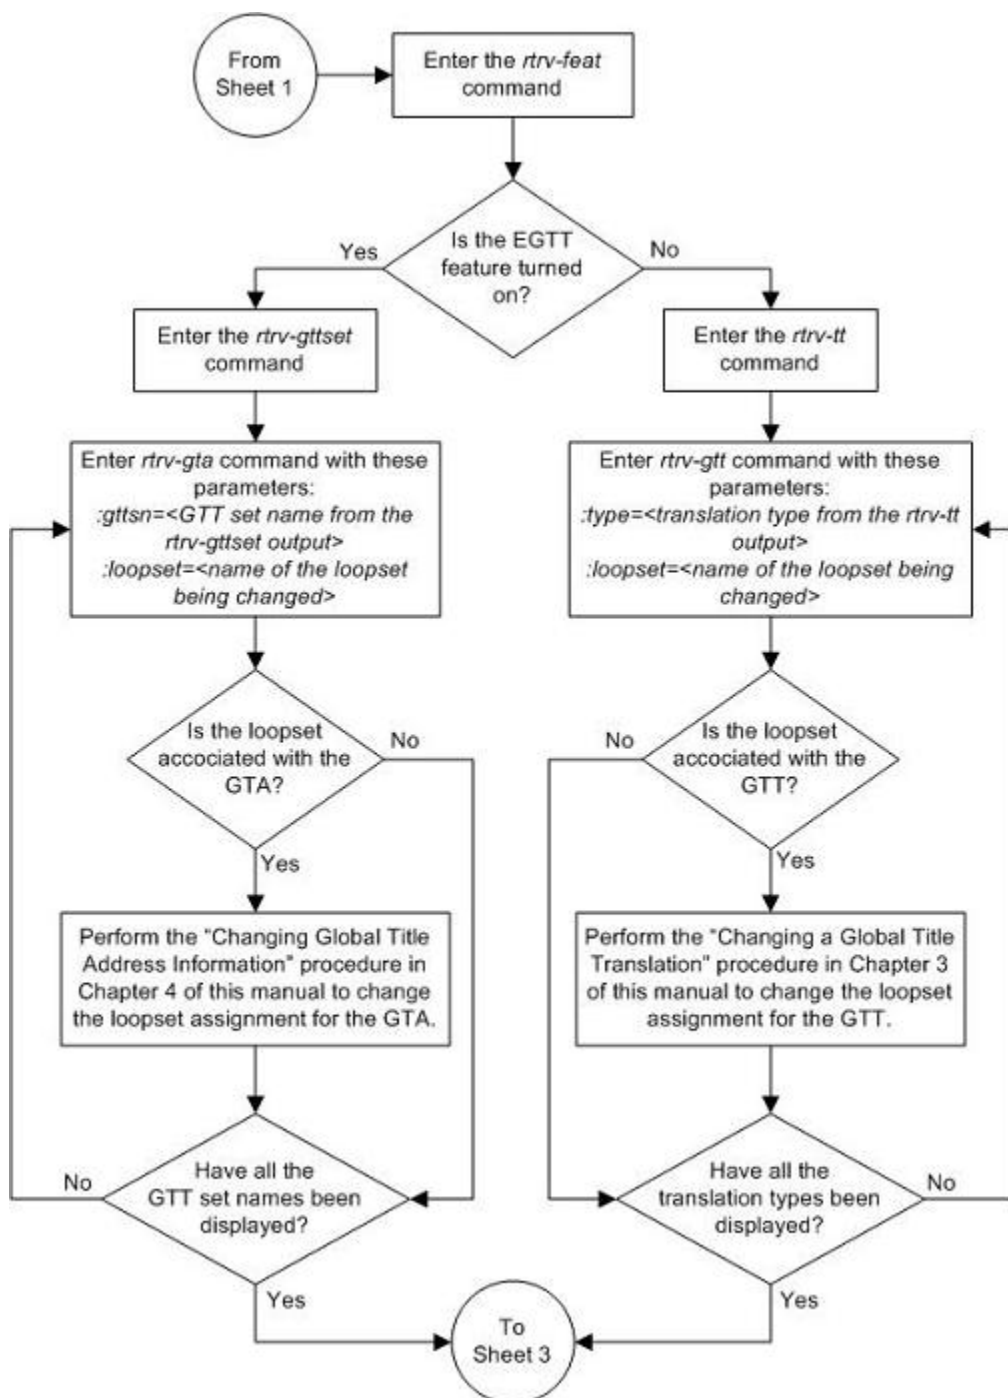 From
Sheet 1
Enter the rtrv-feat
command
Is the EGTT
feature turned
on?
Yes
No
Enter the rtrv-gttset
command
Enter the rtrv-tt
command
Enter rtrv-gta command with these
parameters:
:gttsn=<GTT set name from the
rtrv-gttset output>
:loopset=<name of the loopset
being changed>
Enter rtrv-gtt command with these
parameters:
:type=<translation type from the rtrv-tt
output>
:loopset=<name of the loopset being
changed>
Is the loopset
accociated with the
GTA?
No
Yes
No
Is the loopset
accociated with the
GTT?
Yes
Perform the "Changing Global Title
Address Information" procedure in
Chapter 4 of this manual to change
the loopset assignment for the GTA.
Perform the "Changing a Global Title
Translation" procedure in Chapter 3
of this manual to change the loopset
assignment for the GTT.
No
Have all the
GTT set names been
displayed?
Yes
Have all the
translation types been
displayed?
No
Yes
To
Sheet 3